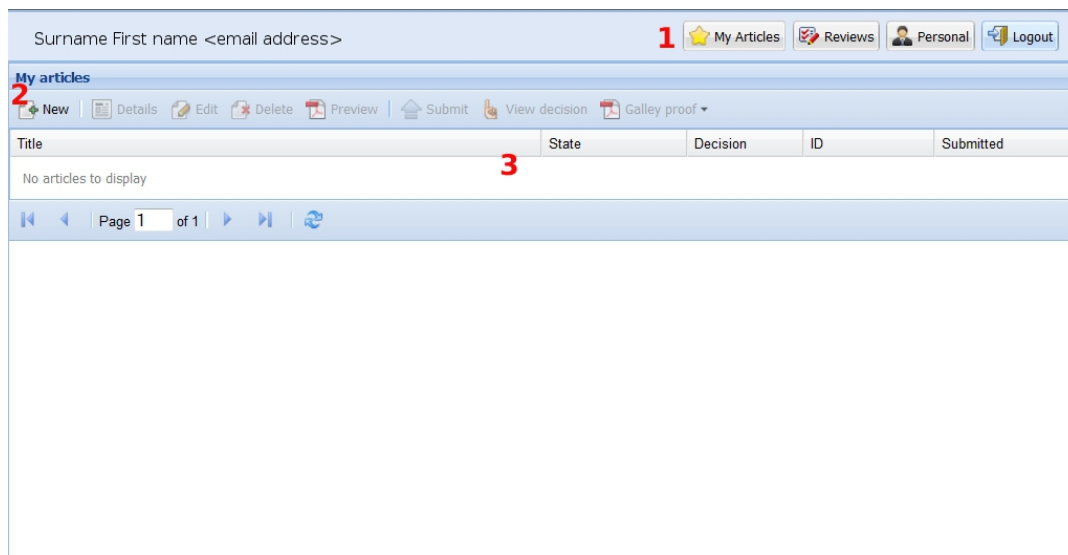 Surname First name <email address> 1 My Articles Reviews Personal Logout
My articles
2 New Details Edit Delete Preview Submit View decision Galley proof
Title State Decision ID Submitted
3
No articles to display
Page 1 of 1